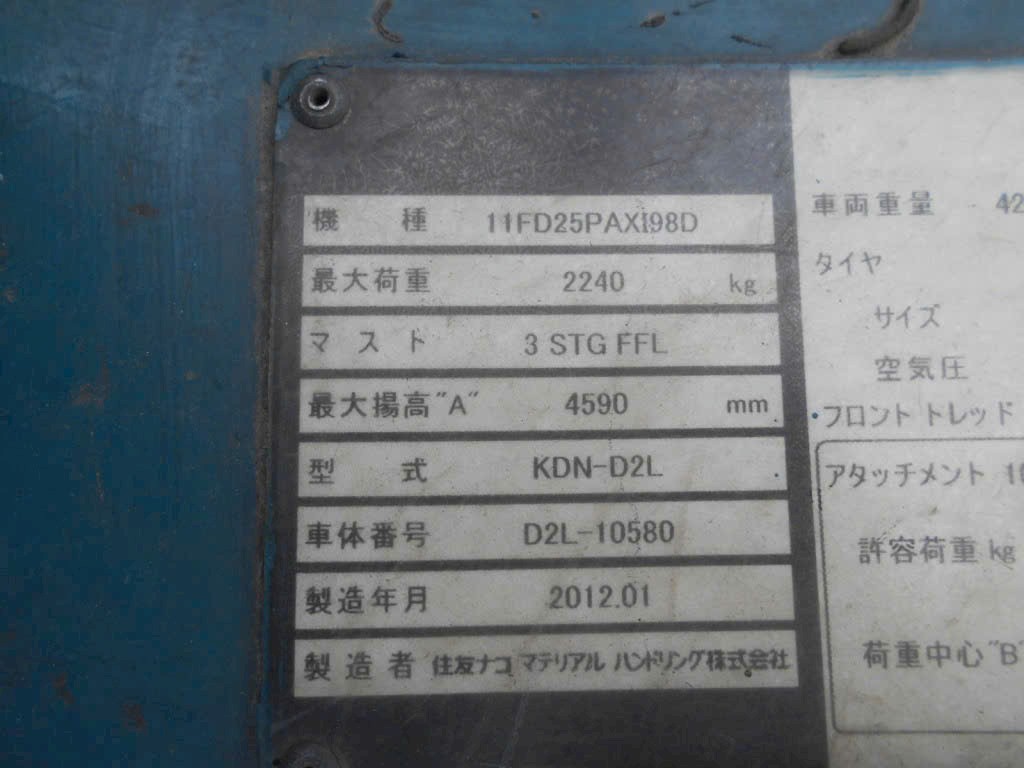 機種 11FD25PAXI98D
最大荷重 2240 kg
マスト 3 STG FFL
最大揚高"A" 4590 mm
型式 KDN-D2L
車体番号 D2L-10580
製造年月 2012.01
製造者 住友ナコ マテリアル ハンドリング株式会社
車両重量 42
タイヤ
サイズ
空気圧
フロント トレッド
アタッチメント
許容荷重 kg
荷重中心"B"